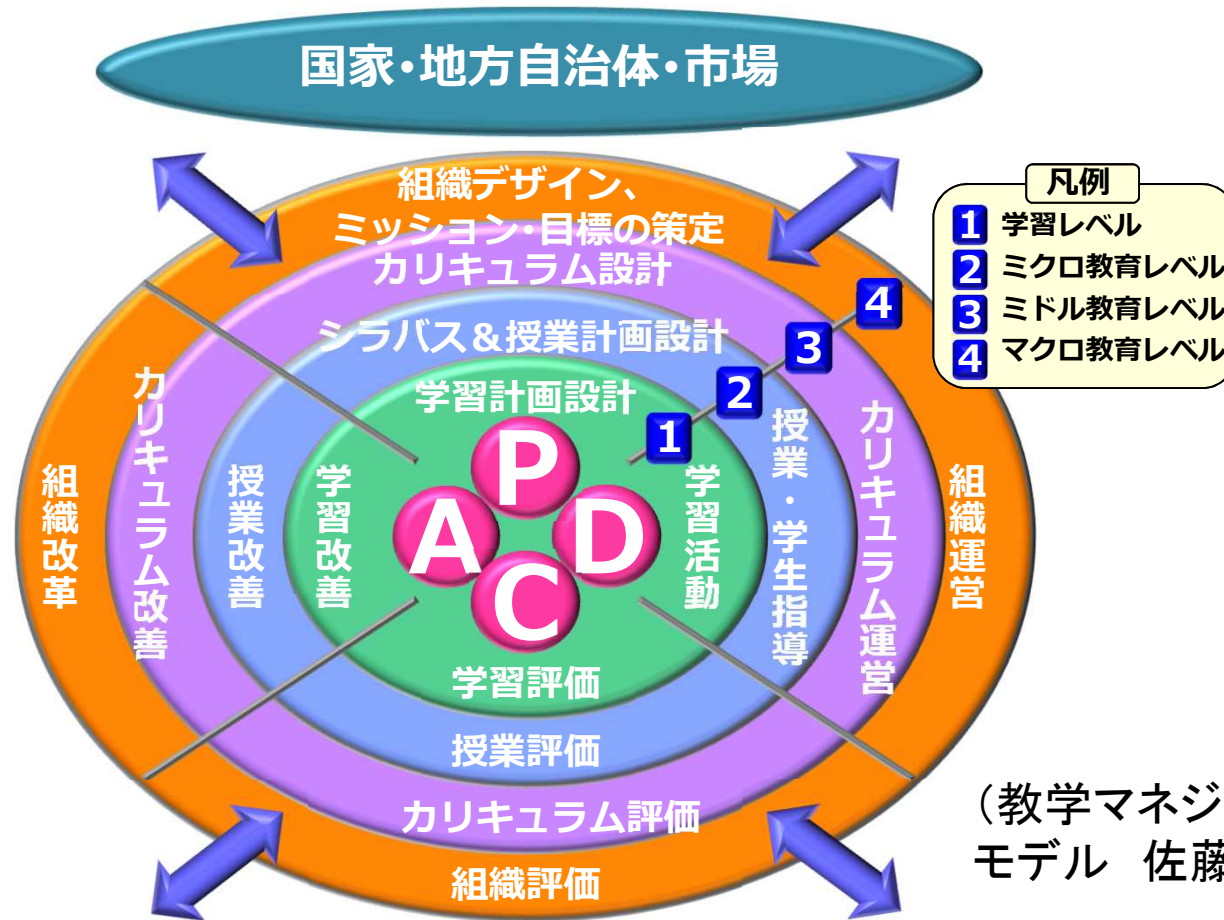 国家・地方自治体・市場
組織デザイン、
ミッション・目標の策定
カリキュラム設計
シラバス＆授業計画設計
学習計画設計
凡例
1 学習レベル
2 ミクロ教育レベル
3 ミドル教育レベル
4 マクロ教育レベル
4
3
2
1
組織改革
カリキュラム改善
授業改善
学習改善
P
A
D
C
学習活動
授業・学生指導
カリキュラム運営
組織運営
学習評価
授業評価
カリキュラム評価
組織評価
（教学マネジ
モデル　佐藤